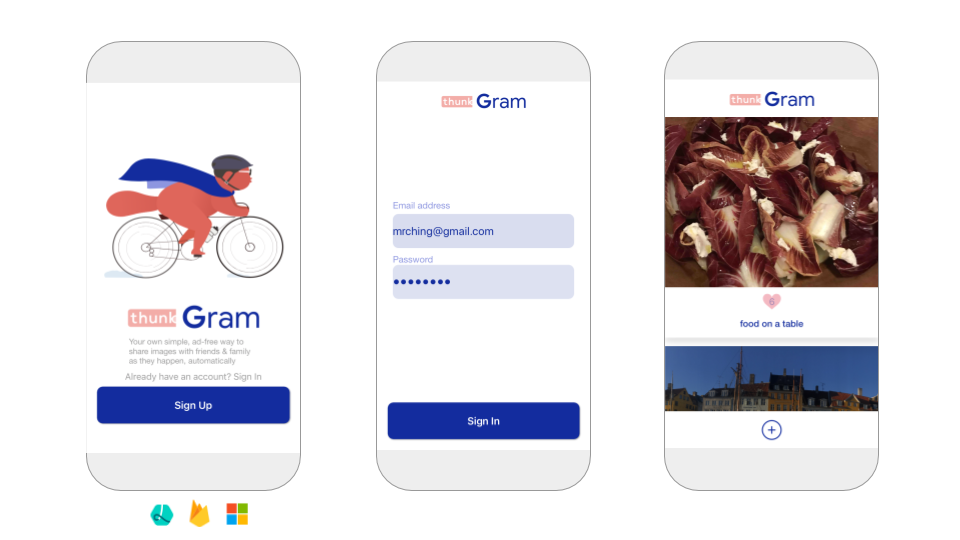 thunk Gram
Your own simple, ad-free way to
share images with friends & family
as they happen, automatically
Already have an account? Sign In
Sign Up
thunk Gram
Email address
mrching@gmail.com
Password
••••••••
Sign In
thunk Gram
6
food on a table